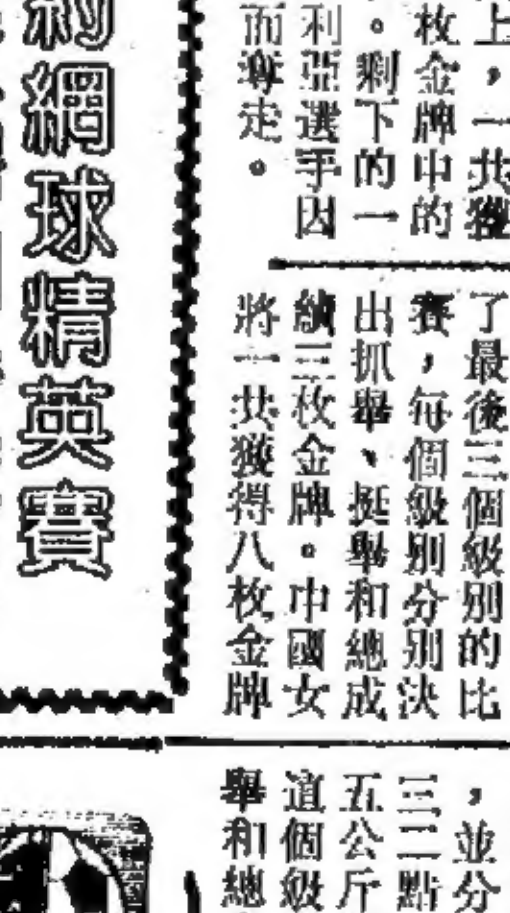 上，一共獲
枚金牌中的
。剩下的一
利亞選手因
而奪走。
了最後三個級別的比
賽，每個級別分別決
出抓舉、挺舉和總成
績三枚金牌。中國女
將一共獲得八枚金牌
，並分
三二點
五公斤
道個級
舉和總
網球精英賽